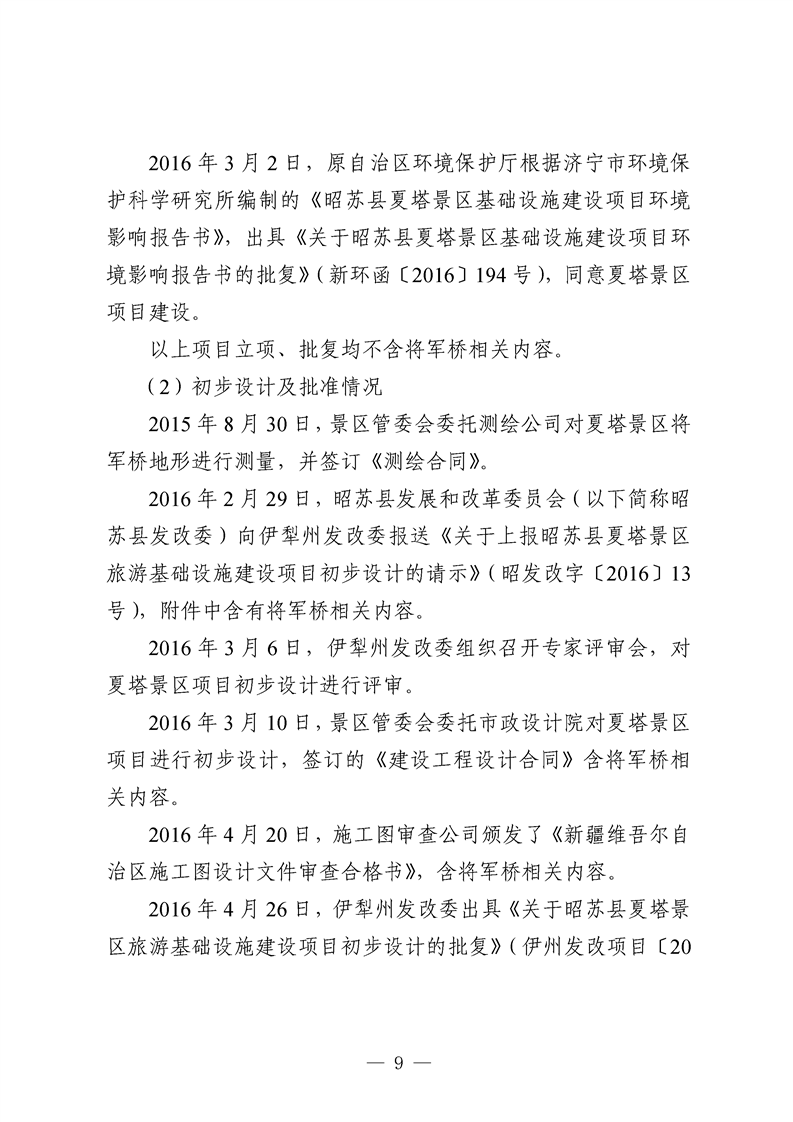 2016 年 3 月 2 日，原自治区环境保护厅根据济宁市环境保
护科学研究所编制的《昭苏县夏塔景区基础设施建设项目环境
影响报告书》，出具《关于昭苏县夏塔景区基础设施建设项目环
境影响报告书的批复》（新环函〔2016〕194 号），同意夏塔景区
项目建设。
以上项目立项、批复均不含将军桥相关内容。
（2）初步设计及批准情况
2015 年 8 月 30 日，景区管委会委托测绘公司对夏塔景区将
军桥地形进行测量，并签订《测绘合同》。
2016 年 2 月 29 日，昭苏县发展和改革委员会（以下简称昭
苏县发改委）向伊犁州发改委报送《关于上报昭苏县夏塔景区
旅游基础设施建设项目初步设计的请示》（昭发改字〔2016〕13
号），附件中含有将军桥相关内容。
2016 年 3 月 6 日，伊犁州发改委组织召开专家评审会，对
夏塔景区项目初步设计进行评审。
2016 年 3 月 10 日，景区管委会委托市政设计院对夏塔景区
项目进行初步设计，签订的《建设工程设计合同》含将军桥相
关内容。
2016 年 4 月 20 日，施工图审查公司颁发了《新疆维吾尔自
治区施工图设计文件审查合格书》，含将军桥相关内容。
2016 年 4 月 26 日，伊犁州发改委出具《关于昭苏县夏塔景
区旅游基础设施建设项目初步设计的批复》（伊州发改项目〔20
— 9 —